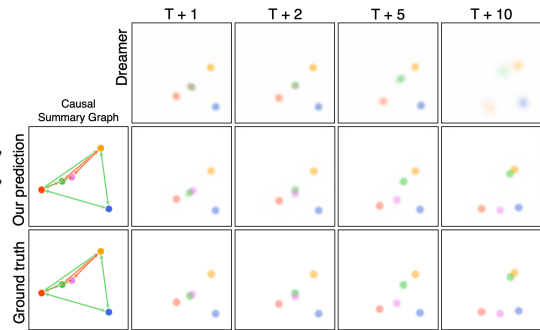 T + 1
T + 2
T + 5
T + 10
Dreamer
Causal
Summary Graph
Our prediction
Ground truth